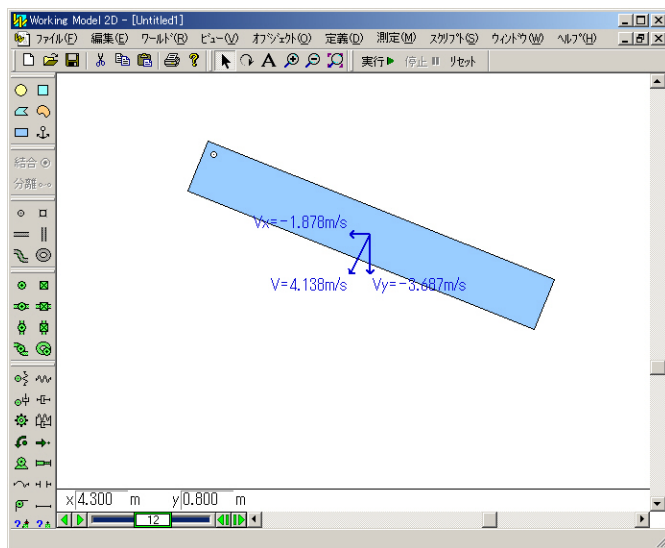 Working Model 2D - [Untitled1]
ファイル(F) 編集(E) ワールド(R) ビュー(V) オブジェクト(O) 定義(D) 測定(M) スクリプト(S) ウィンドウ(W) ヘルプ(H)
A 実行 停止 リセット
結合
分離
Vx=-1.878m/s
V=4.138m/s Vy=-3.687m/s
x 4.300 m y 0.800 m
12